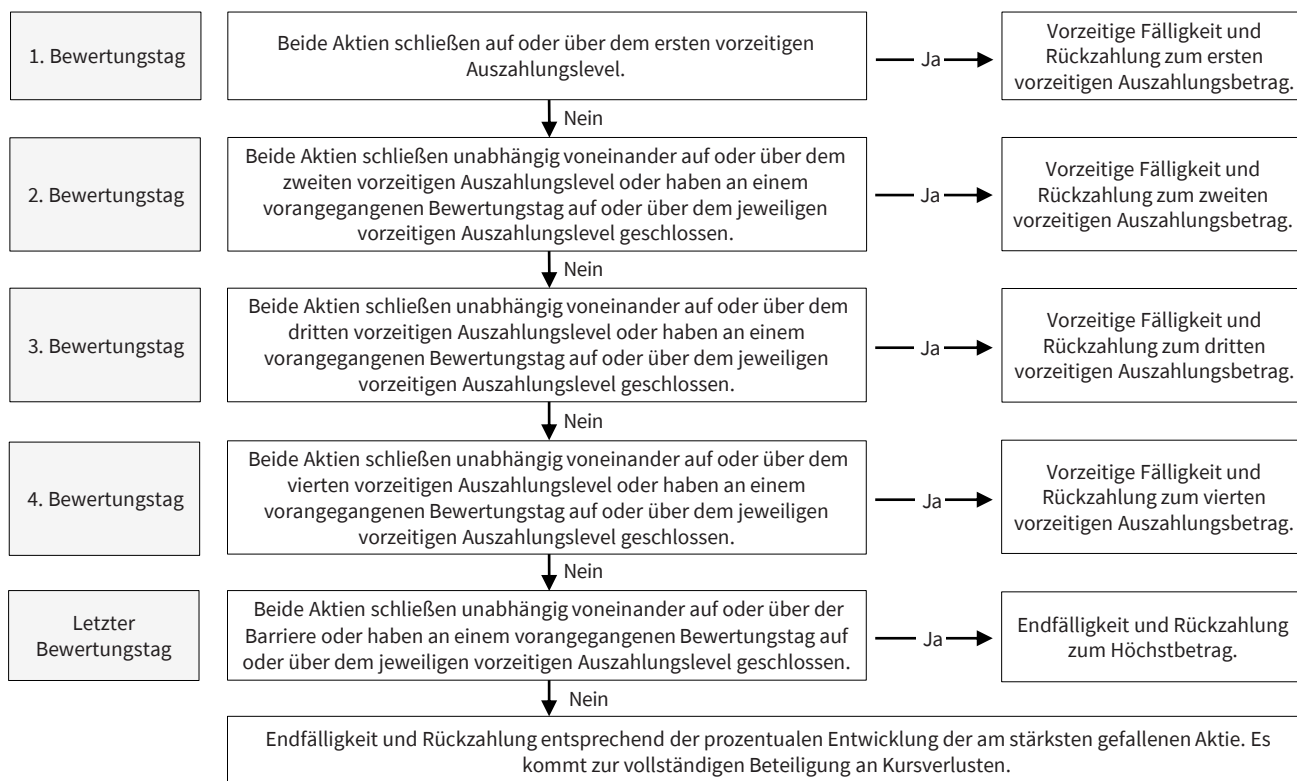 1. Bewertungstag
Beide Aktien schließen auf oder über dem ersten vorzeitigen
Auszahlungslevel.
Ja
Vorzeitige Fälligkeit und
Rückzahlung zum ersten
vorzeitigen Auszahlungsbetrag.
Nein
2. Bewertungstag
Beide Aktien schließen unabhängig voneinander auf oder über dem
zweiten vorzeitigen Auszahlungslevel oder haben an einem
vorangegangenen Bewertungstag auf oder über dem jeweiligen
vorzeitigen Auszahlungslevel geschlossen.
Ja
Vorzeitige Fälligkeit und
Rückzahlung zum zweiten
vorzeitigen Auszahlungsbetrag.
Nein
3. Bewertungstag
Beide Aktien schließen unabhängig voneinander auf oder über dem
dritten vorzeitigen Auszahlungslevel oder haben an einem
vorangegangenen Bewertungstag auf oder über dem jeweiligen
vorzeitigen Auszahlungslevel geschlossen.
Ja
Vorzeitige Fälligkeit und
Rückzahlung zum dritten
vorzeitigen Auszahlungsbetrag.
Nein
4. Bewertungstag
Beide Aktien schließen unabhängig voneinander auf oder über dem
vierten vorzeitigen Auszahlungslevel oder haben an einem
vorangegangenen Bewertungstag auf oder über dem jeweiligen
vorzeitigen Auszahlungslevel geschlossen.
Ja
Vorzeitige Fälligkeit und
Rückzahlung zum vierten
vorzeitigen Auszahlungsbetrag.
Nein
Letzter
Bewertungstag
Beide Aktien schließen unabhängig voneinander auf oder über der
Barriere oder haben an einem vorangegangenen Bewertungstag auf
oder über dem jeweiligen vorzeitigen Auszahlungslevel geschlossen.
Ja
Endfälligkeit und Rückzahlung
zum Höchstbetrag.
Nein
Endfälligkeit und Rückzahlung entsprechend der prozentualen Entwicklung der am stärksten gefallenen Aktie. Es
kommt zur vollständigen Beteiligung an Kursverlusten.